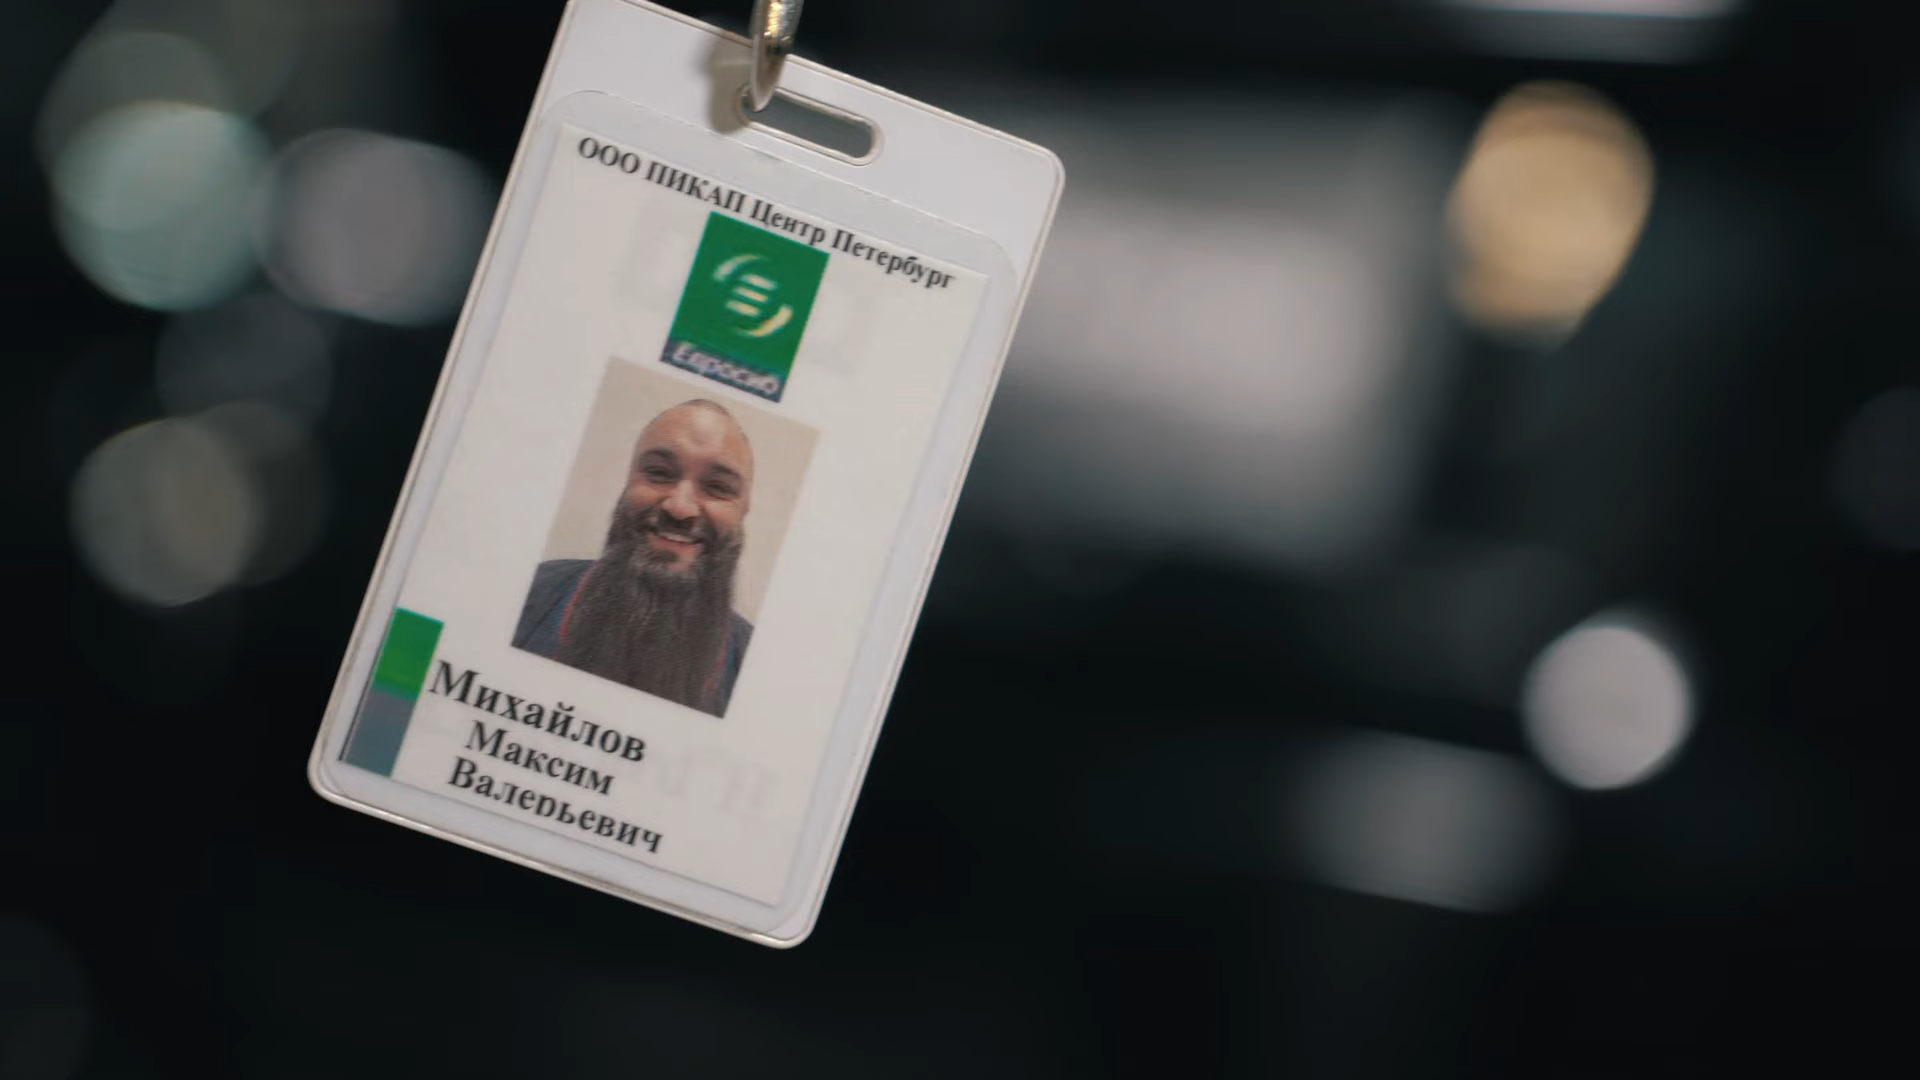 ООО ПИКАП Центр Петербург
Евросиб
Михайлов
Максим
Валерьевич